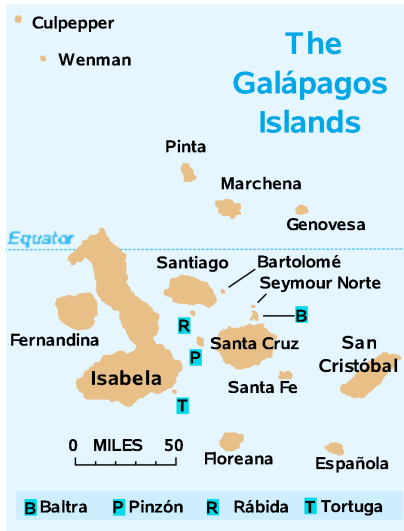 Culpepper
Wenman
The
Galápagos
Islands
Pinta
Marchena
Genovesa
Equator
Santiago
Bartolomé
Seymour Norte
B
R
Fernandina
Santa Cruz
San
Cristóbal
P
Isabela
Santa Fe
T
0 MILES 50
Floreana
Española
B Baltra P Pinzón R Rábida T Tortuga